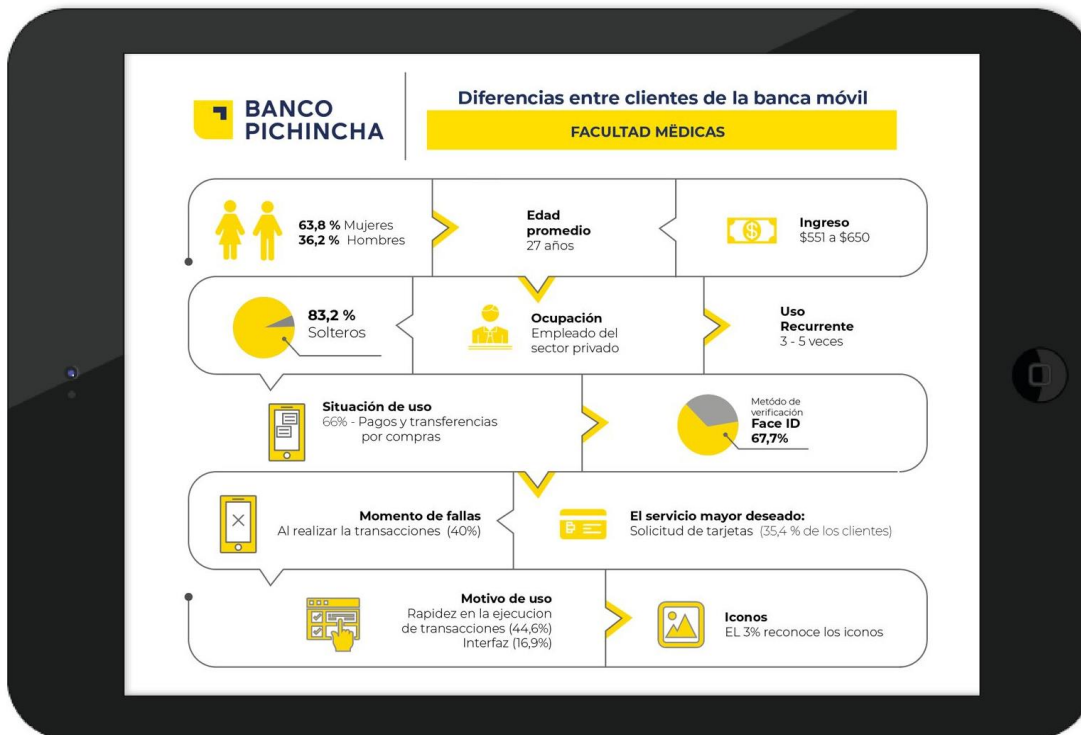 BANCO
PICHINCHA
Diferencias entre clientes de la banca móvil
FACULTAD MËDICAS
63,8 % Mujeres
36,2 % Hombres
Edad
promedio
27 años
Ingreso
$551 a $650
83,2 %
Solteros
Ocupación
Empleado del
sector privado
Uso
Recurrente
3 - 5 veces
Situación de uso
66% - Pagos y transferencias
por compras
Metódo de
verificación
Face ID
67,7%
Momento de fallas
Al realizar la transacciones (40%)
El servicio mayor deseado:
Solicitud de tarjetas (35,4 % de los clientes)
Motivo de uso
Rapidez en la ejecucion
de transacciones (44,6%)
Interfaz (16,9%)
Iconos
EL 3% reconoce los iconos